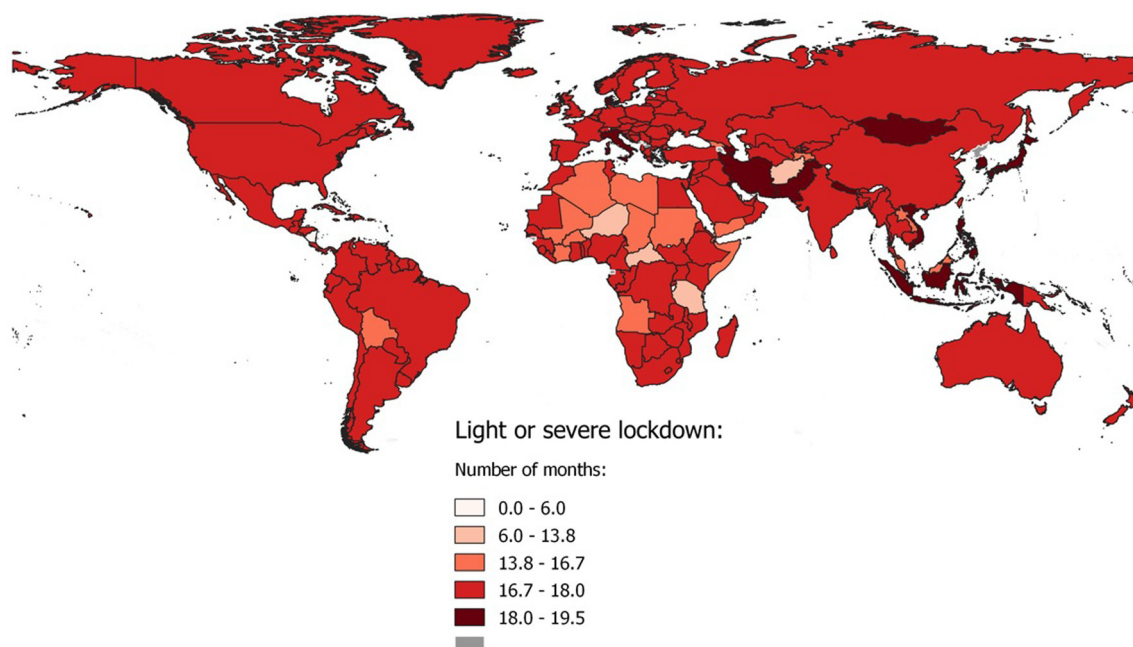 Light or severe lockdown:
Number of months:
0.0 - 6.0
6.0 - 13.8
13.8 - 16.7
16.7 - 18.0
18.0 - 19.5